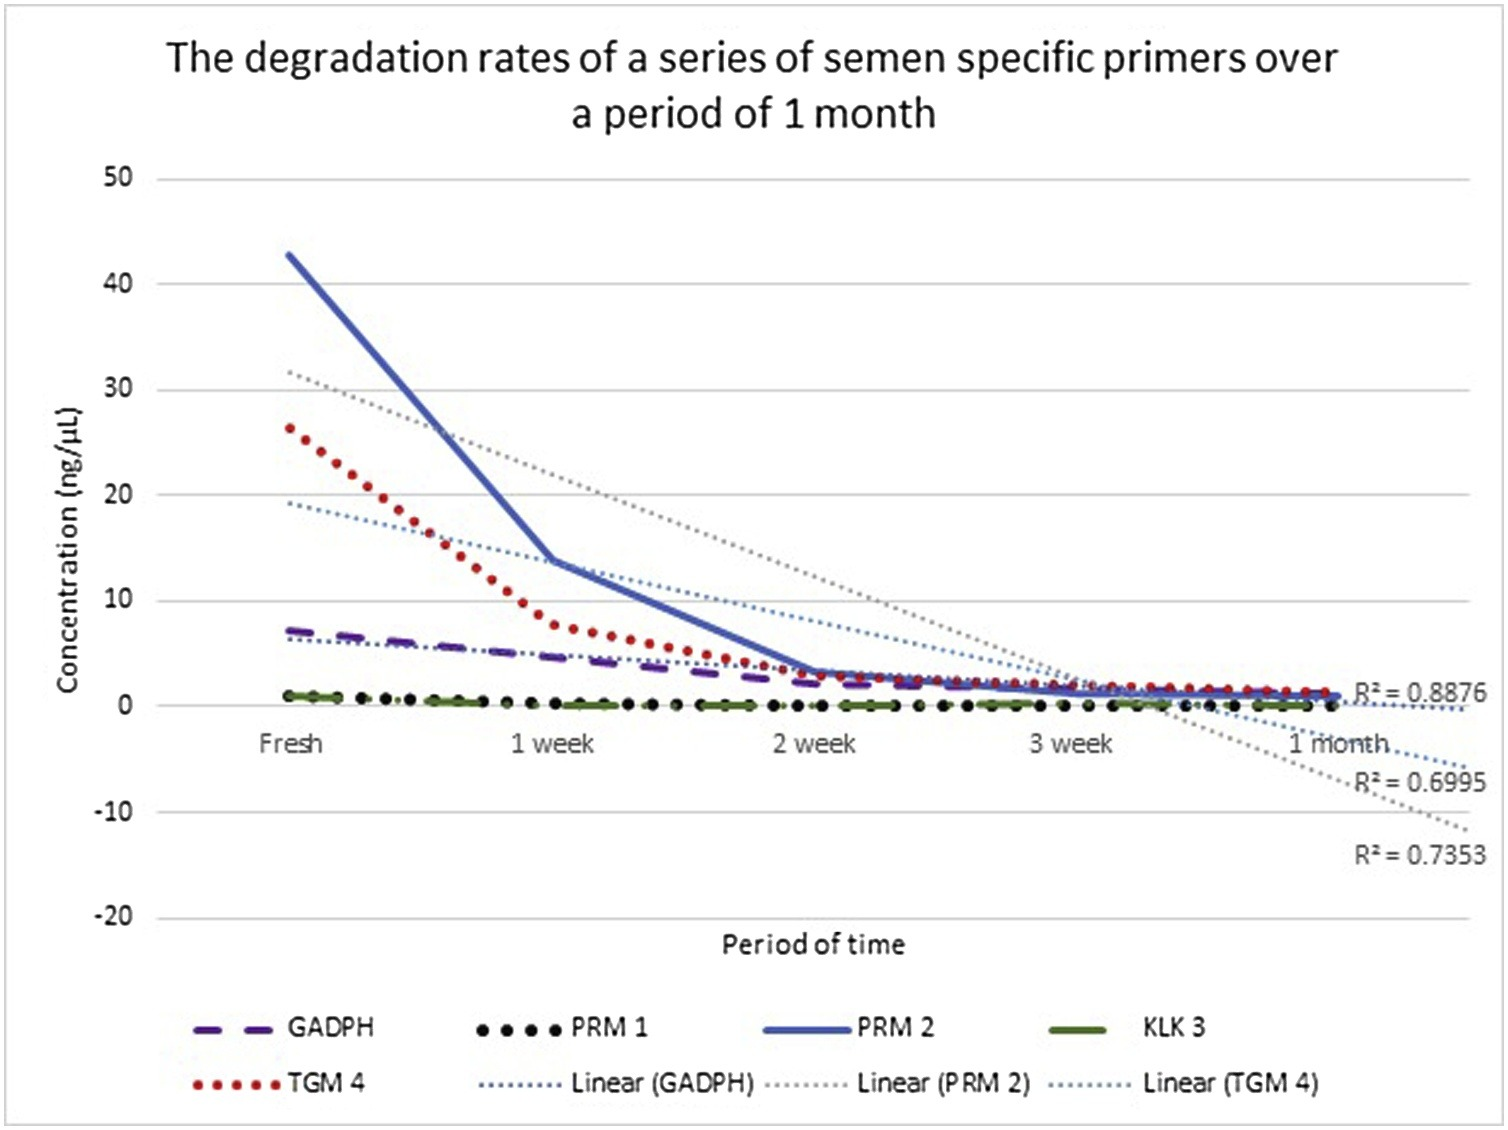 The degradation rates of a series of semen specific primers over
a period of 1 month
50
40
30
20
10
0
-10
-20
Concentration (ng/µL)
Fresh 1 week 2 week 3 week 1 month
R² = 0.8876
R² = 0.6995
R² = 0.7353
Period of time
GADPH PRM 1 PRM 2 KLK 3
TGM 4 Linear (GADPH) Linear (PRM 2) Linear (TGM 4)